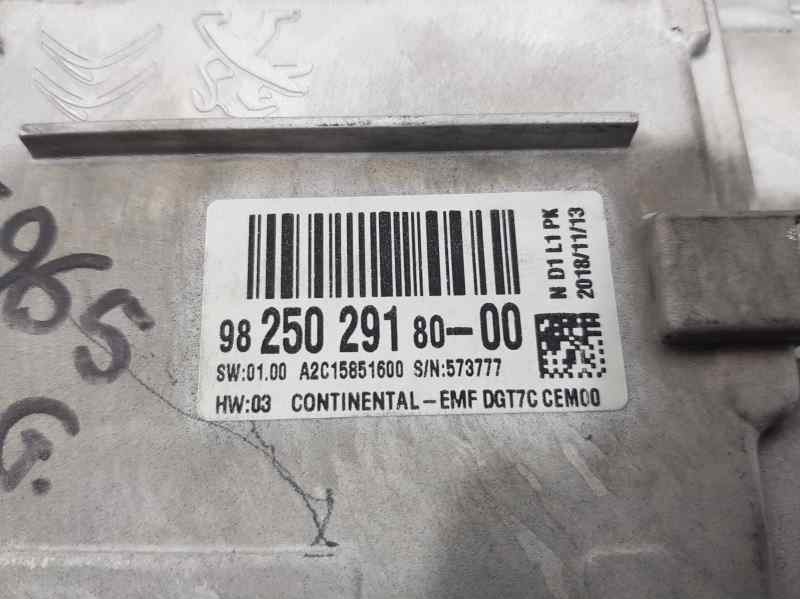 N D1 L1 PK
2018/11/13
98 250 291 80-00
SW:01.00 A2C15851600 S/N:573777
HW:03 CONTINENTAL-EMF DGT7C CEM00
965
G